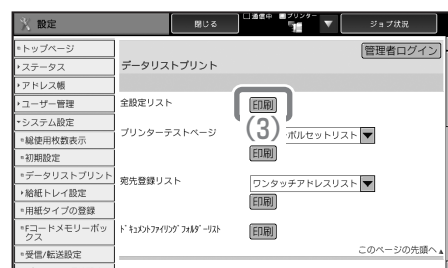 設定
閉じる
通信中
プリンター
ジョブ状況
トップページ
ステータス
アドレス帳
ユーザー管理
システム設定
総使用枚数表示
初期設定
データリストプリント
給紙トレイ設定
用紙タイプの登録
Fコードメモリーボックス
受信/転送設定
管理者ログイン
データリストプリント
全設定リスト
印刷
(3)
プリンターテストページ
ボルセットリスト
印刷
宛先登録リスト
ワンタッチアドレスリスト
印刷
ドキュメントファイリングフォルダーリスト
印刷
このページの先頭へ